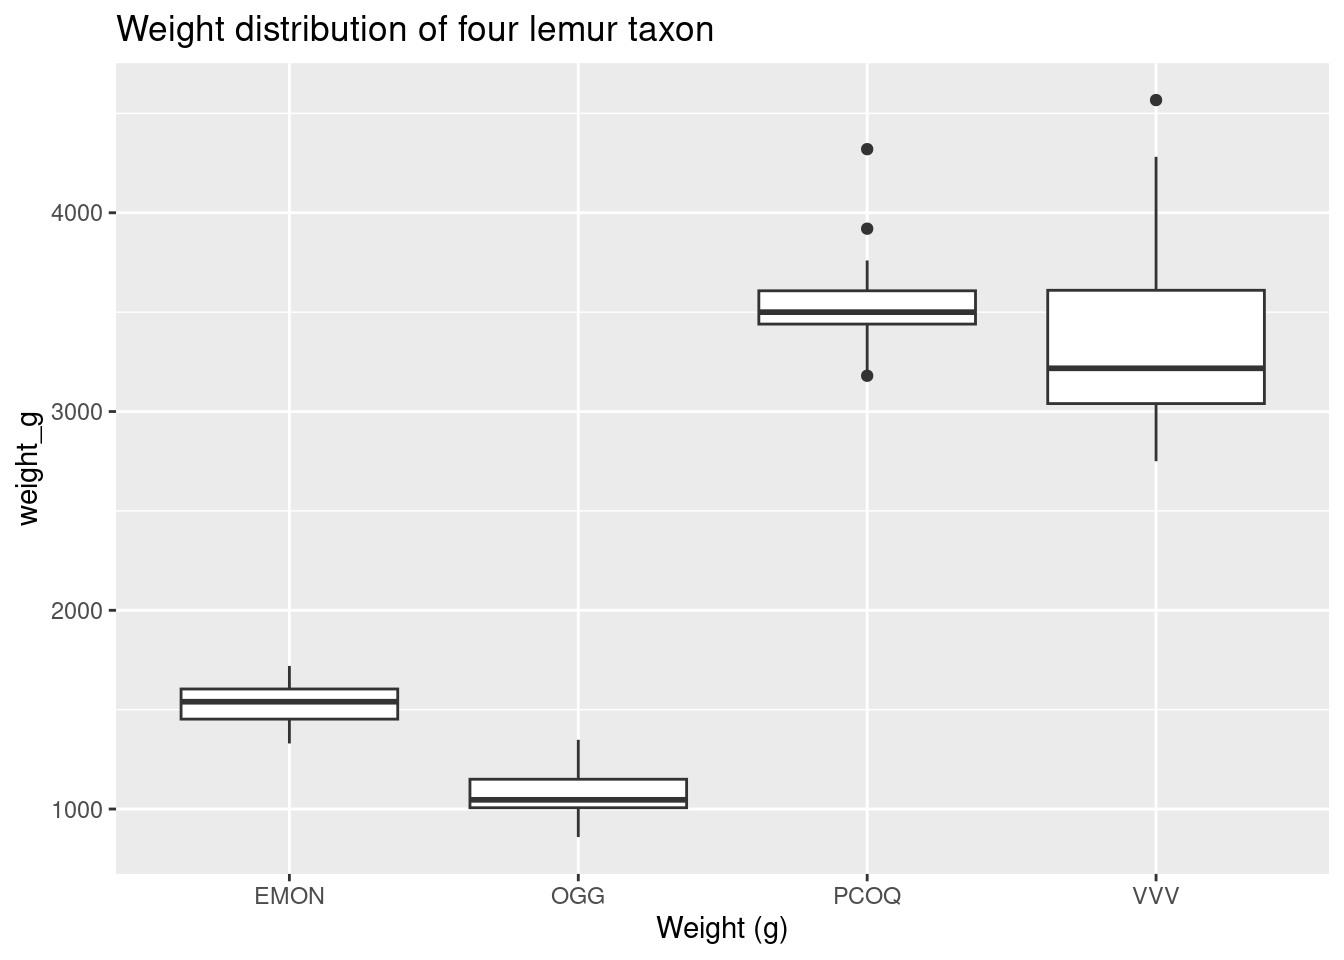 Weight distribution of four lemur taxon
weight_g
4000
3000
2000
1000
EMON OGG PCOQ VVV
Weight (g)